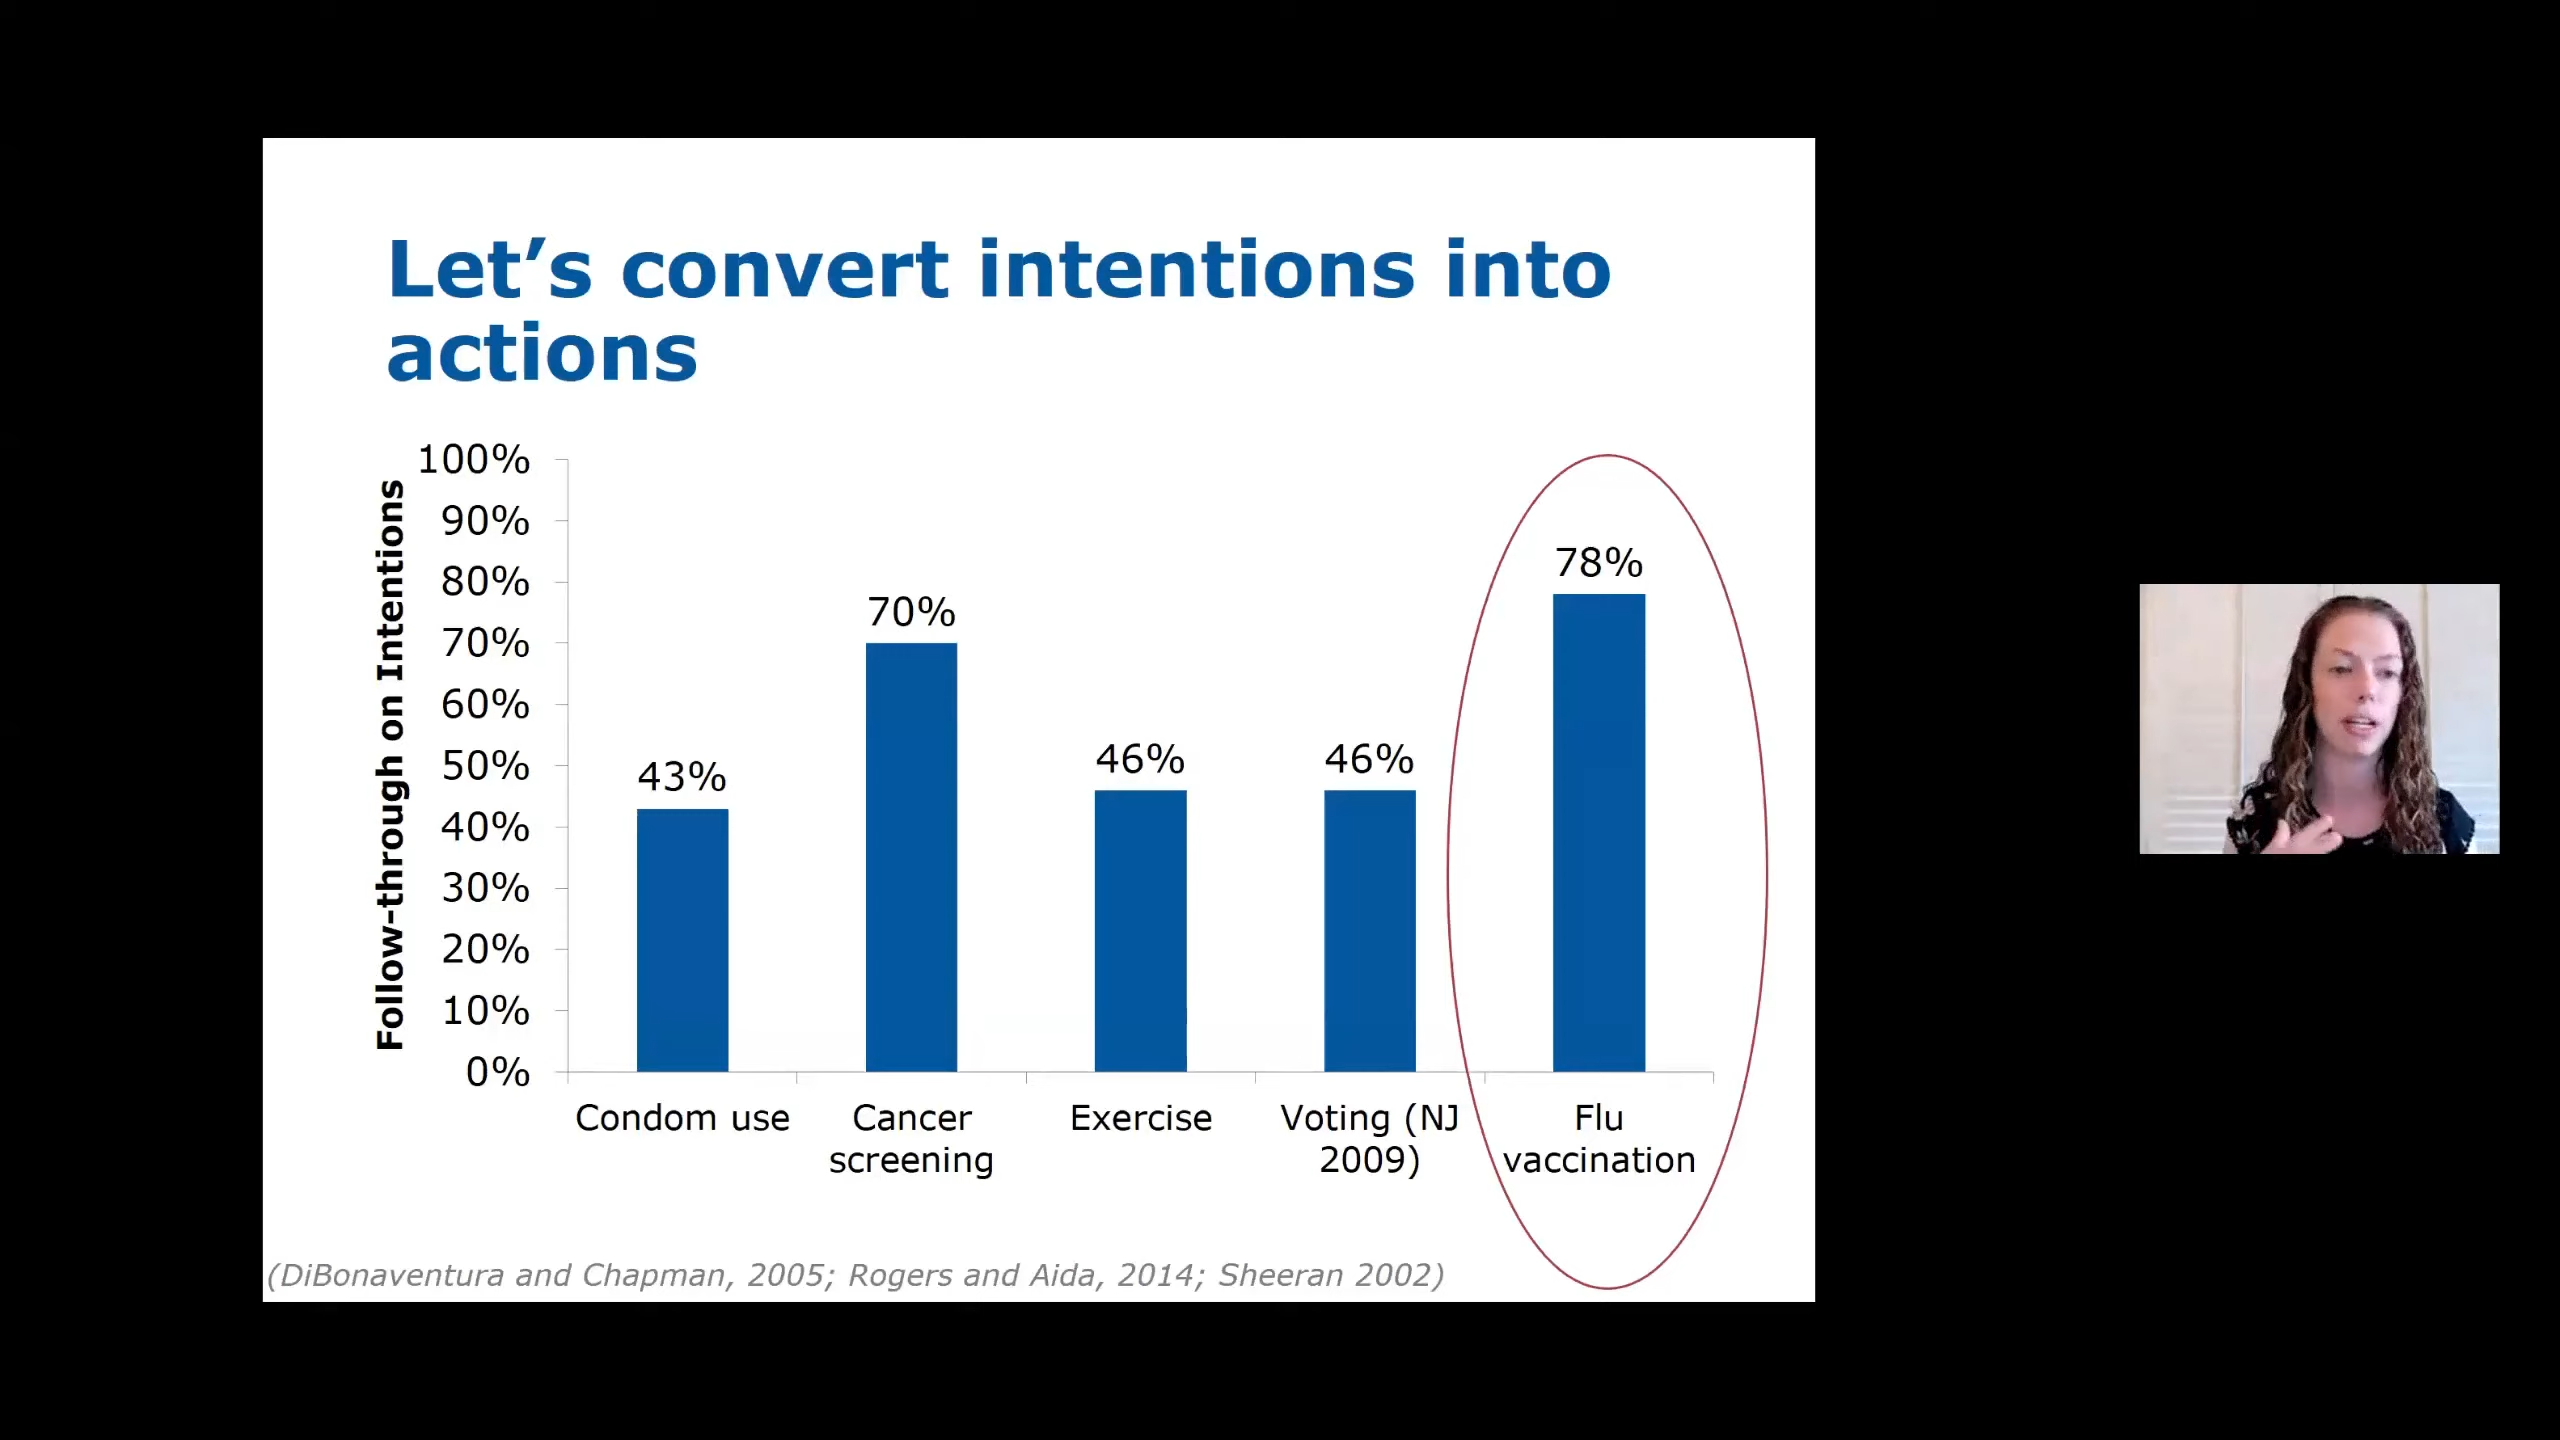 Let’s convert intentions into
actions
Follow-through on Intentions
100%
90%
80%
70%
60%
50%
40%
30%
20%
10%
0%
43%
70%
46%
46%
78%
Condom use
Cancer
screening
Exercise
Voting (NJ
2009)
Flu
vaccination
(DiBonaventura and Chapman, 2005; Rogers and Aida, 2014; Sheeran 2002)